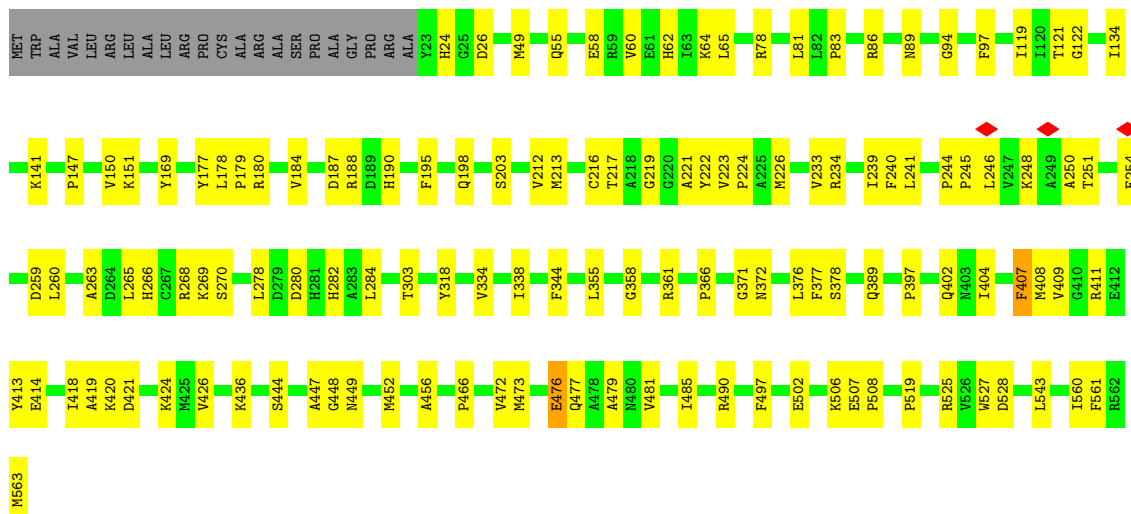 MET TRP ALA VAL LEU ARG LEU LEU ALA LEU LEU ARG PRO CYS ALA ARG ALA SER PRO ALA GLY PRO ARG ALA Y23 H24 G25 D26 M49 Q55 E58 R59 V60 E61 H62 I63 K64 L65 R78 L81 L82 P83 R86 N89 G94 F97 I119 I120 T121 G122 I134
K141 P147 V150 K151 Y169 Y177 L178 P179 R180 V184 D187 R188 D189 H190 F195 Q198 S203 V212 M213 C216 T217 A218 G219 G220 A221 Y222 V223 P224 A225 M226 V233 R234 I239 F240 L241 P244 P245 L246 V247 K248 A249 A250 T251 E254
D259 L260 A263 D264 L265 H266 C267 R268 K269 S270 L278 D279 D280 H281 H282 A283 L284 T303 Y318 V334 I338 F344 L355 G358 R361 P366 G371 N372 L376 F377 S378 Q389 P397 Q402 N403 I404 F407 M408 V409 G410 R411 E412
Y413 E414 I418 A419 K420 D421 K424 M425 V426 K436 S444 A447 G448 N449 M452 A456 P466 V472 M473 E476 Q477 A478 A479 N480 V481 I485 R490 F497 E502 K506 E507 P508 P519 R525 V526 W527 D528 L543 I560 F561 R562
M563